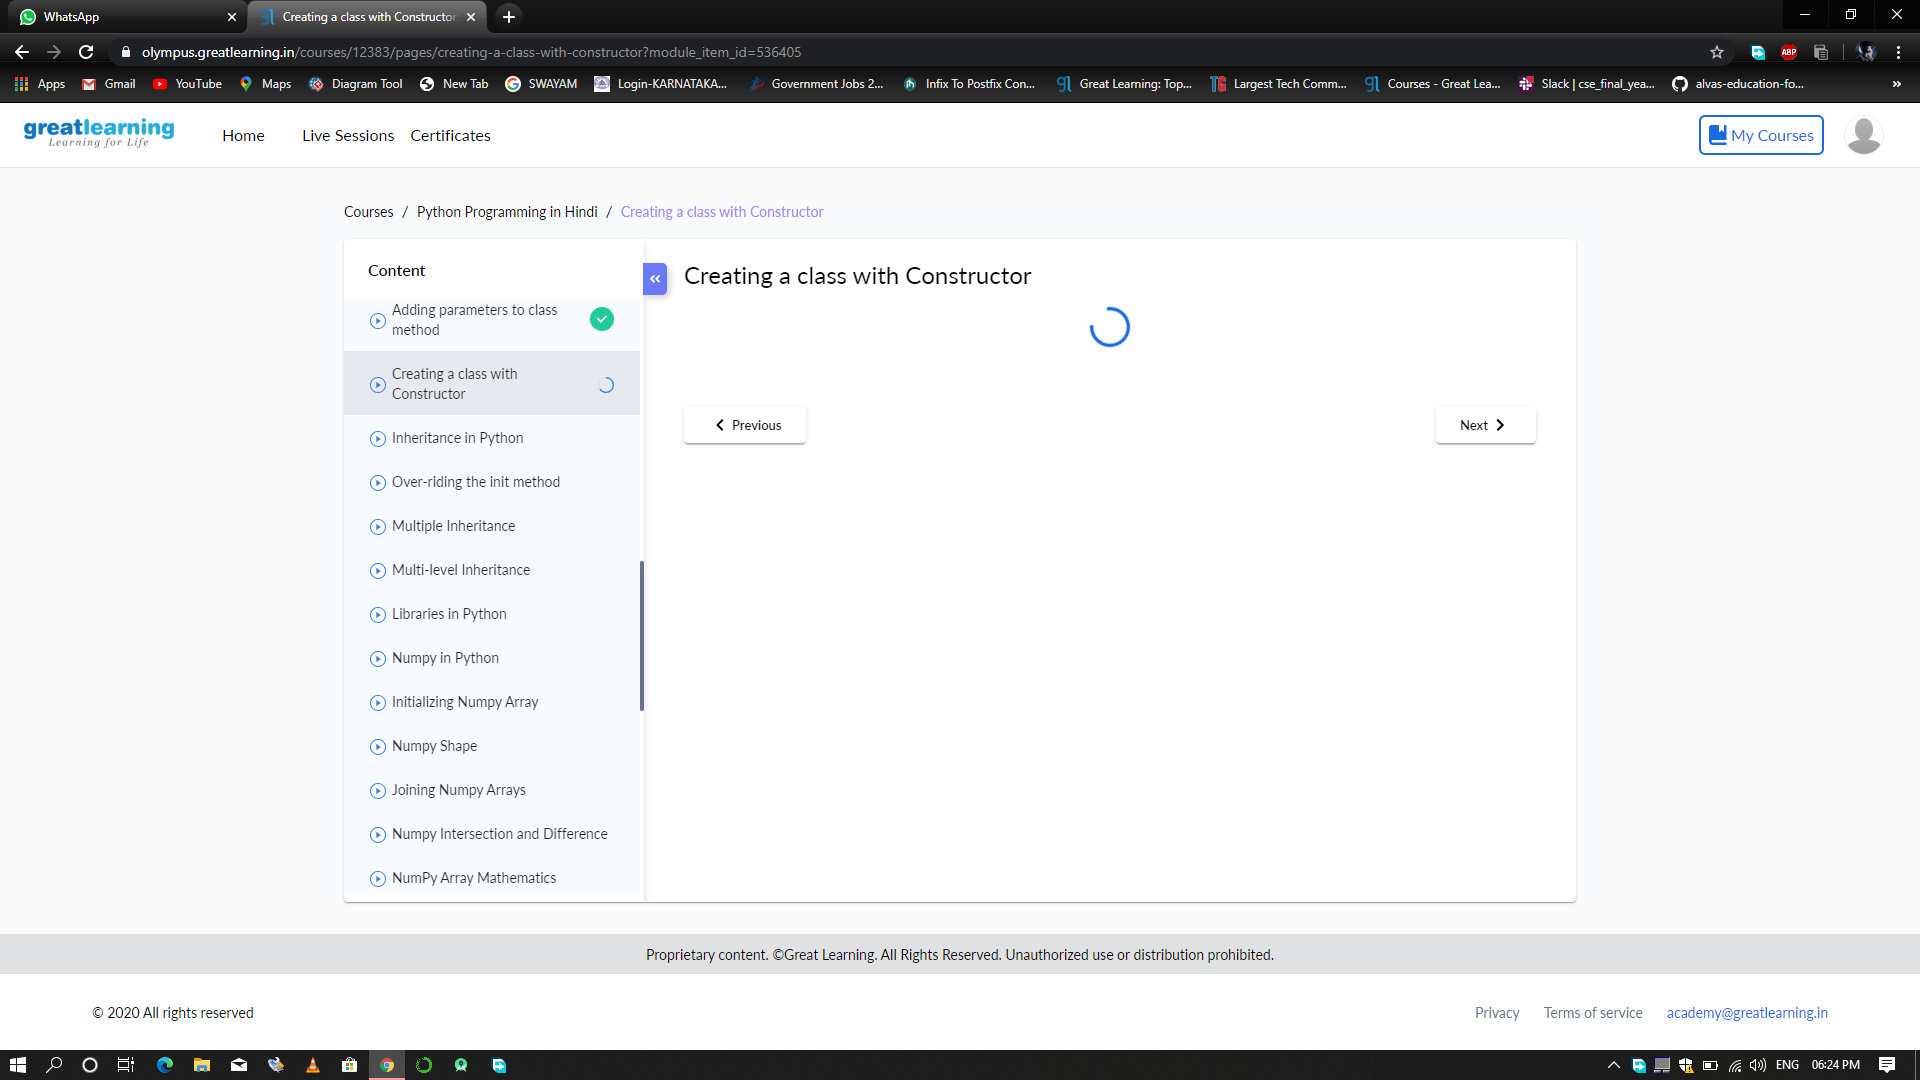 WhatsApp
Creating a class with Constructor
olympus.greatlearning.in/courses/12383/pages/creating-a-class-with-constructor?module_item_id=536405
ABP
Apps
Gmail
YouTube
Maps
Diagram Tool
New Tab
SWAYAM
Login-KARNATAKA...
Government Jobs 2...
Infix To Postfix Con...
Great Learning: Top...
Largest Tech Comm...
Courses - Great Lea...
Slack | cse_final_yea...
alvas-education-fo...
»
greatlearning
Learning for Life
Home
Live Sessions
Certificates
My Courses
Courses / Python Programming in Hindi / Creating a class with Constructor
Content
Adding parameters to class
method
Creating a class with
Constructor
Inheritance in Python
Over-riding the init method
Multiple Inheritance
Multi-level Inheritance
Libraries in Python
Numpy in Python
Initializing Numpy Array
Numpy Shape
Joining Numpy Arrays
Numpy Intersection and Difference
NumPy Array Mathematics
«
Creating a class with Constructor
Previous
Next
Proprietary content. ©Great Learning. All Rights Reserved. Unauthorized use or distribution prohibited.
© 2020 All rights reserved
Privacy
Terms of service
academy@greatlearning.in
ENG
06:24 PM